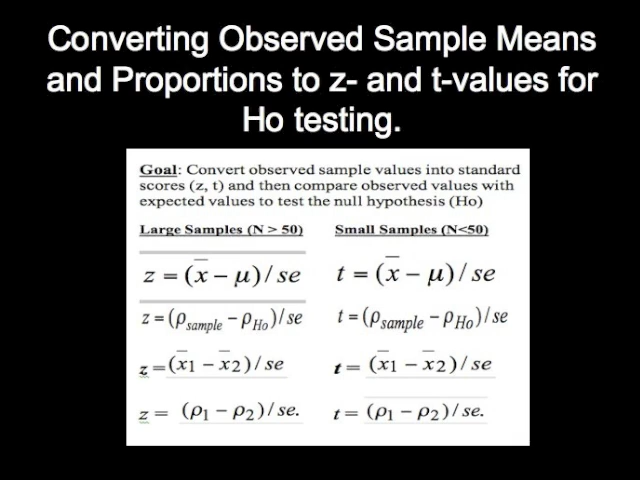 Converting Observed Sample Means
and Proportions to z- and t-values for
Ho testing.
Goal: Convert observed sample values into standard
scores (z, t) and then compare observed values with
expected values to test the null hypothesis (Ho)
Large Samples (N > 50) Small Samples (N<50)
z = (x̅ − μ)/ se t = (x̅ − μ)/ se
z = (ρsample − ρHo)/ se t = (ρsample − ρHo)/ se
z = (x̅1 − x̅2)/ se t = (x̅1 − x̅2)/ se
z = (ρ1 − ρ2)/ se. t = (ρ1 − ρ2)/ se.